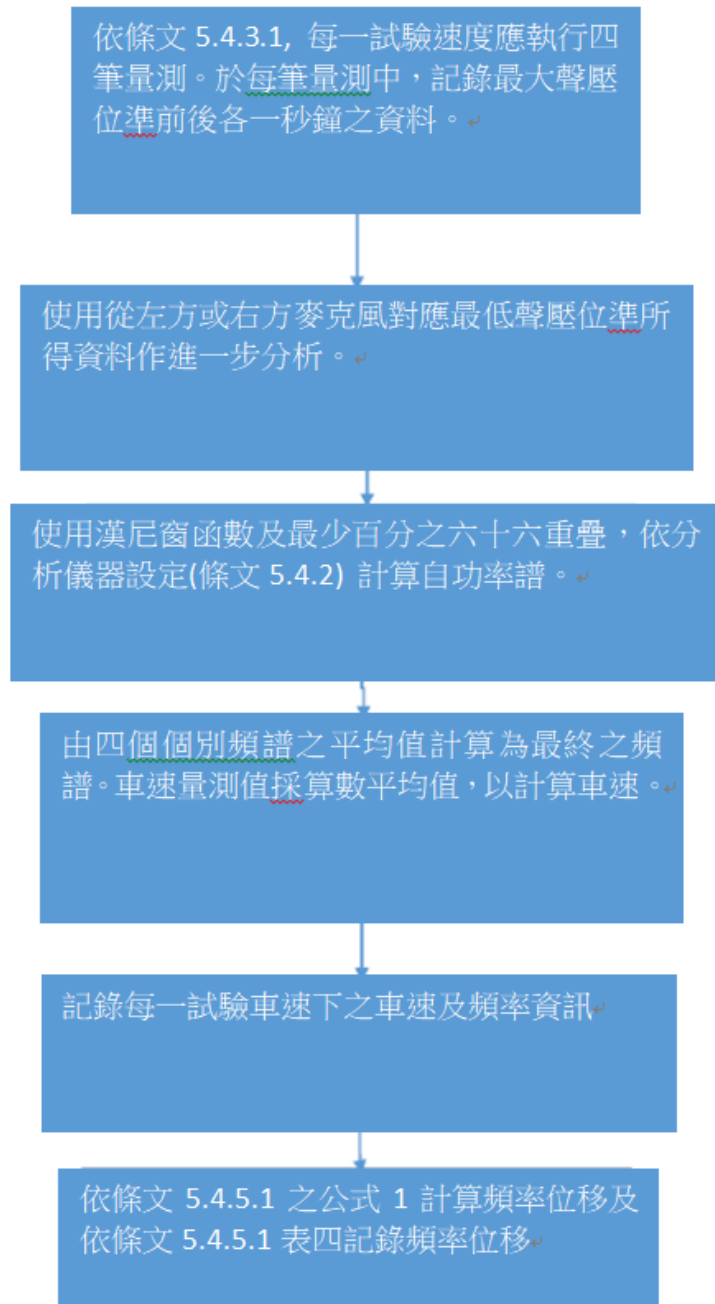 依條文 5.4.3.1, 每一試驗速度應執行四
筆量測。於每筆量測中，記錄最大聲壓
位準前後各一秒鐘之資料。
使用從左方或右方麥克風對應最低聲壓位準所
得資料作進一步分析。
使用漢尼窗函數及最少百分之六十六重疊，依分
析儀器設定(條文 5.4.2) 計算自功率譜。
由四個個別頻譜之平均值計算為最終之頻
譜。車速量測值採算數平均值，以計算車速。
記錄每一試驗車速下之車速及頻率資訊
依條文 5.4.5.1 之公式 1 計算頻率位移及
依條文 5.4.5.1 表四記錄頻率位移